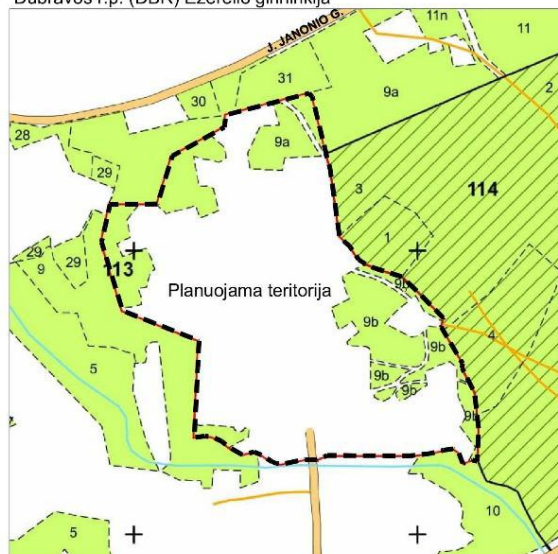 Dubravos r.p. (DBR) Ežerėlio girininkija
J. JANONIO G.
11n
11
31
30
9a
2
9a
28
29
3
114
1
29
9
29
113
9b
Planuojama teritorija
9b
4
9b
5
9b
9b
9b
10
5